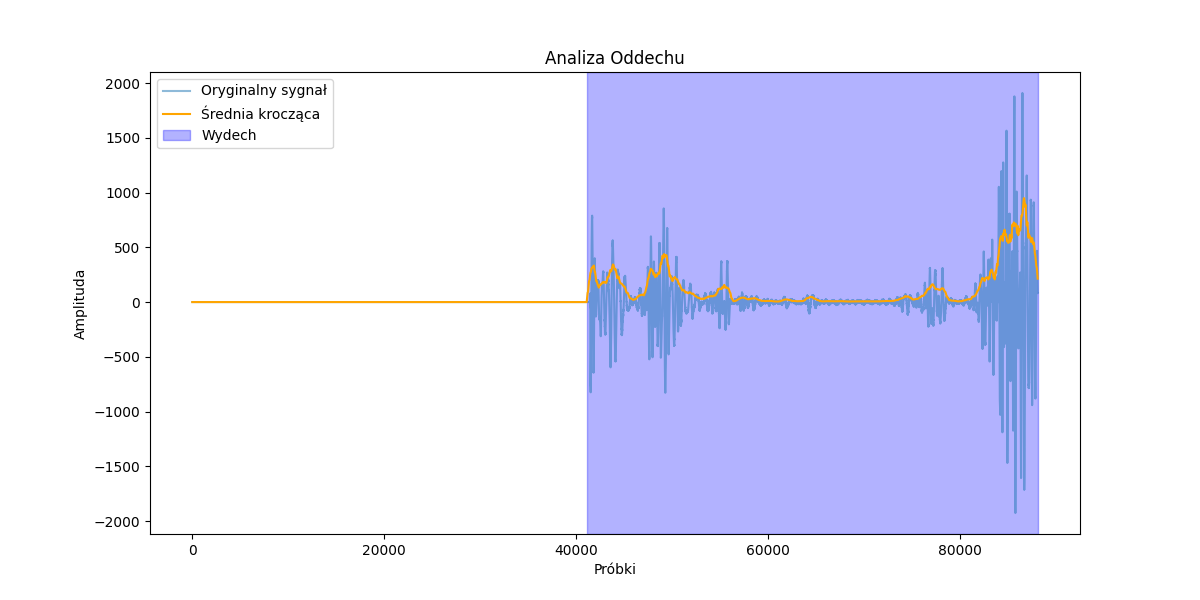 Analiza Oddechu
Oryginalny sygnał
Średnia krocząca
Wydech
Amplituda
2000
1500
1000
500
0
−500
−1000
−1500
−2000
0 20000 40000 60000 80000
Próbki